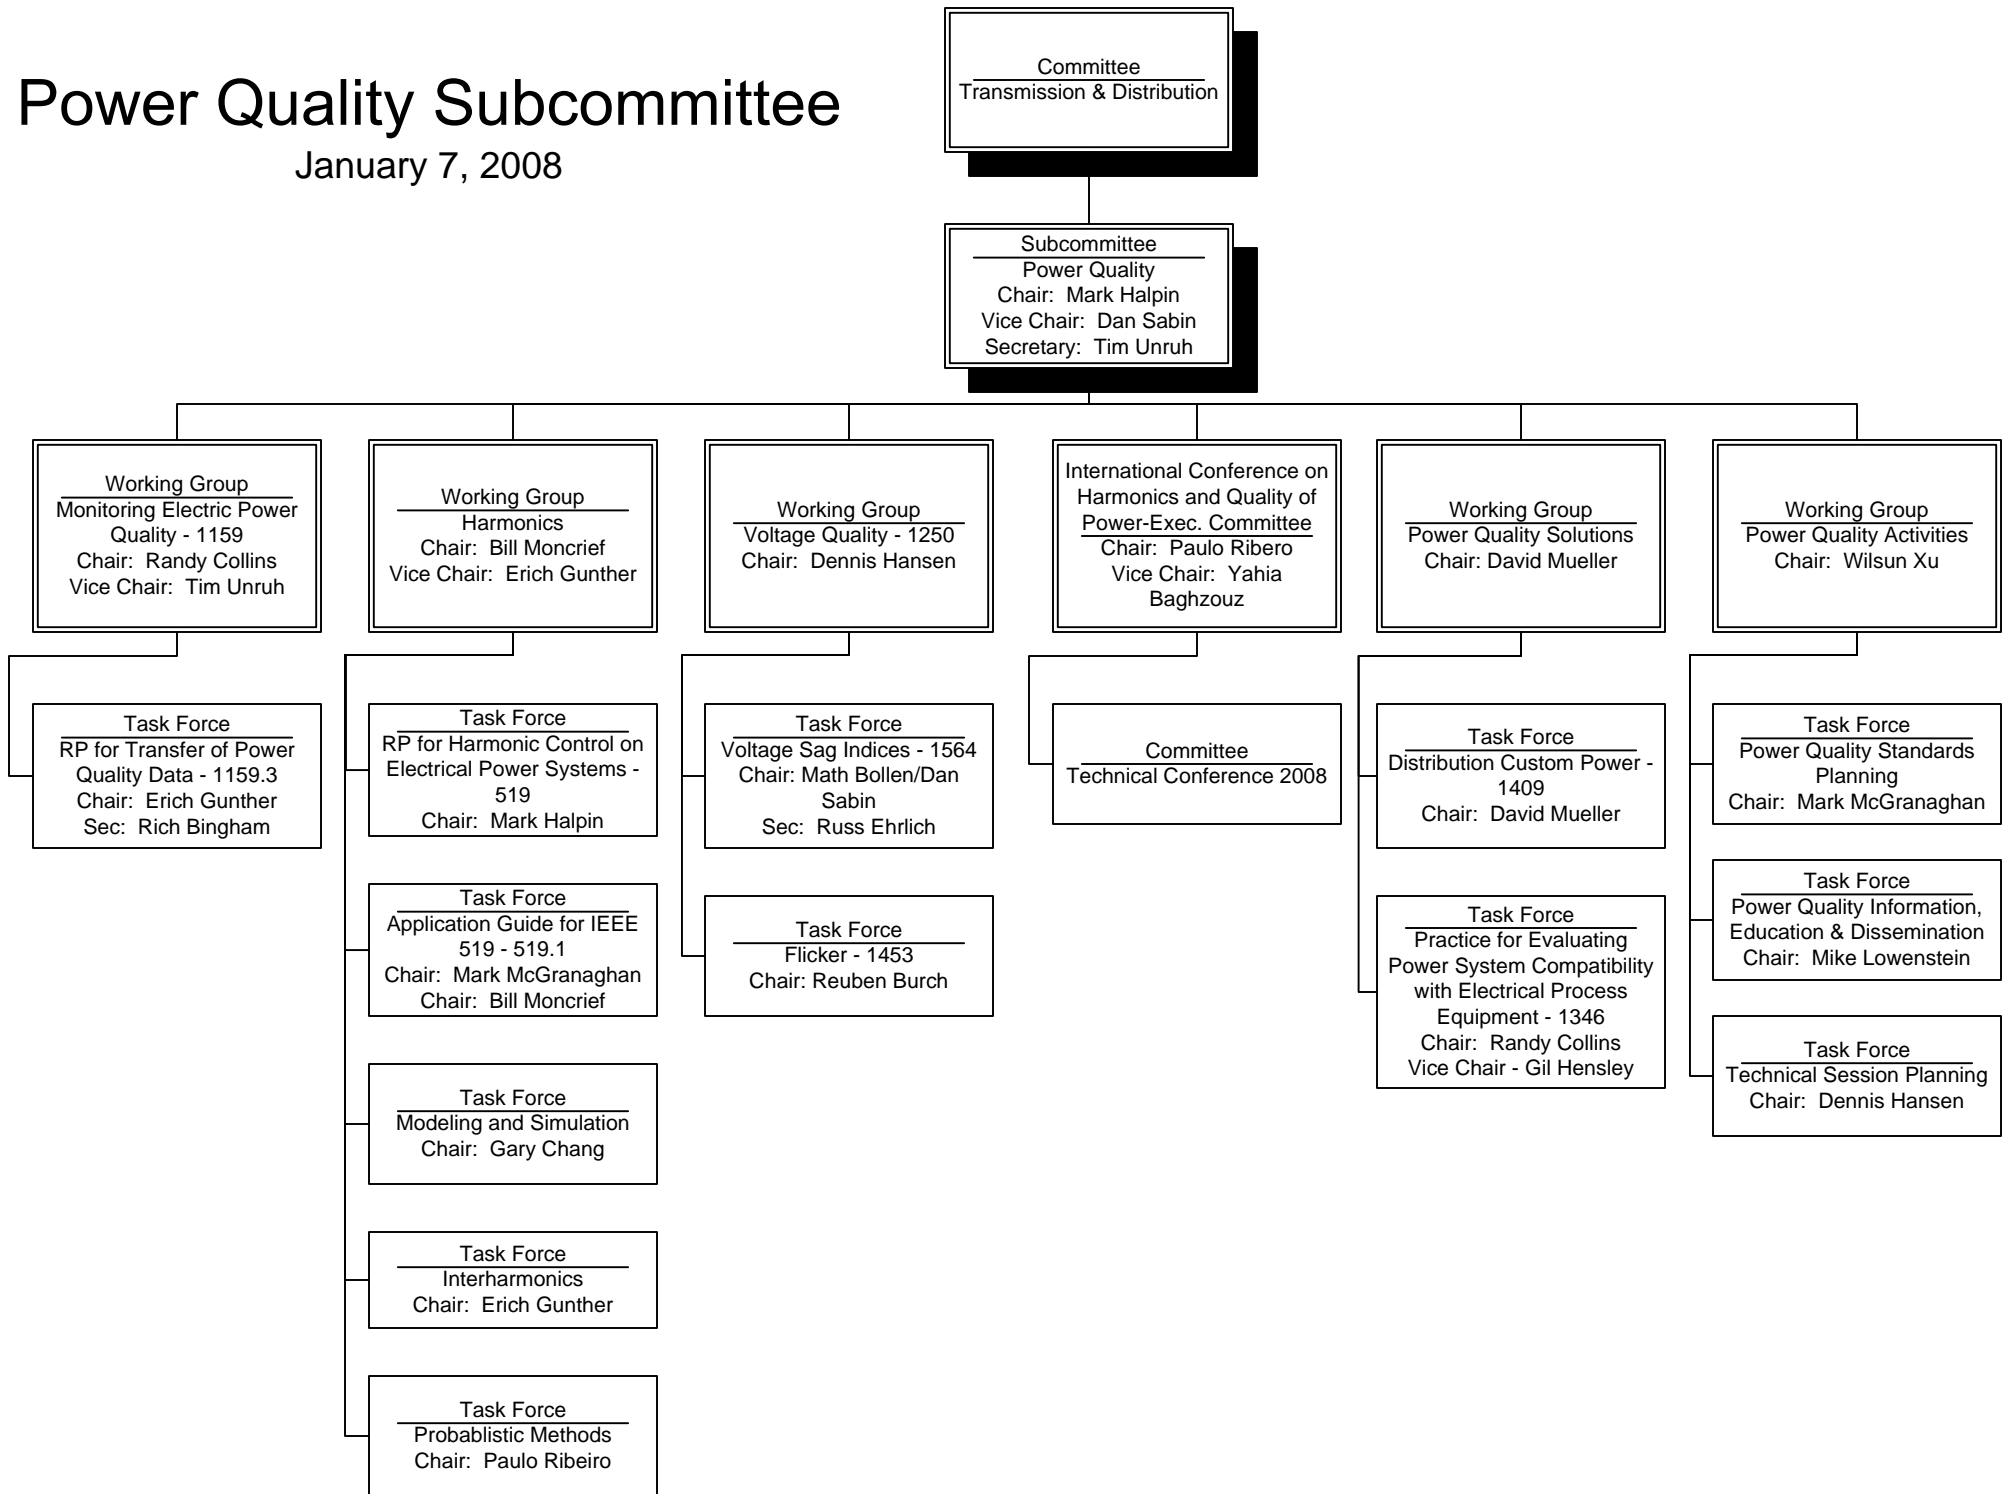 Power Quality Subcommittee
January 7, 2008
Committee
Transmission & Distribution
Subcommittee
Power Quality
Chair:  Mark Halpin
Vice Chair:  Dan Sabin
Secretary:  Tim Unruh
Working Group
Monitoring Electric Power
Quality - 1159
Chair:  Randy Collins
Vice Chair:  Tim Unruh
Working Group
Harmonics
Chair:  Bill Moncrief
Vice Chair:  Erich Gunther
Working Group
Voltage Quality - 1250
Chair:  Dennis Hansen
International Conference on
Harmonics and Quality of
Power-Exec. Committee
Chair:  Paulo Ribero
Vice Chair:  Yahia
Baghzouz
Working Group
Power Quality Solutions
Chair: David Mueller
Working Group
Power Quality Activities
Chair:  Wilsun Xu
Task Force
RP for Transfer of Power
Quality Data - 1159.3
Chair:  Erich Gunther
Sec:  Rich Bingham
Task Force
RP for Harmonic Control on
Electrical Power Systems -
519
Chair:  Mark Halpin
Task Force
Application Guide for IEEE
519 - 519.1
Chair:  Mark McGranaghan
Chair:  Bill Moncrief
Task Force
Modeling and Simulation
Chair:  Gary Chang
Task Force
Interharmonics
Chair:  Erich Gunther
Task Force
Probablistic Methods
Chair:  Paulo Ribeiro
Task Force
Voltage Sag Indices - 1564
Chair: Math Bollen/Dan
Sabin
Sec:  Russ Ehrlich
Task Force
Flicker - 1453
Chair: Reuben Burch
Committee
Technical Conference 2008
Task Force
Distribution Custom Power -
1409
Chair:  David Mueller
Task Force
Practice for Evaluating
Power System Compatibility
with Electrical Process
Equipment - 1346
Chair:  Randy Collins
Vice Chair - Gil Hensley
Task Force
Power Quality Standards
Planning
Chair:  Mark McGranaghan
Task Force
Power Quality Information,
Education & Dissemination
Chair:  Mike Lowenstein
Task Force
Technical Session Planning
Chair:  Dennis Hansen